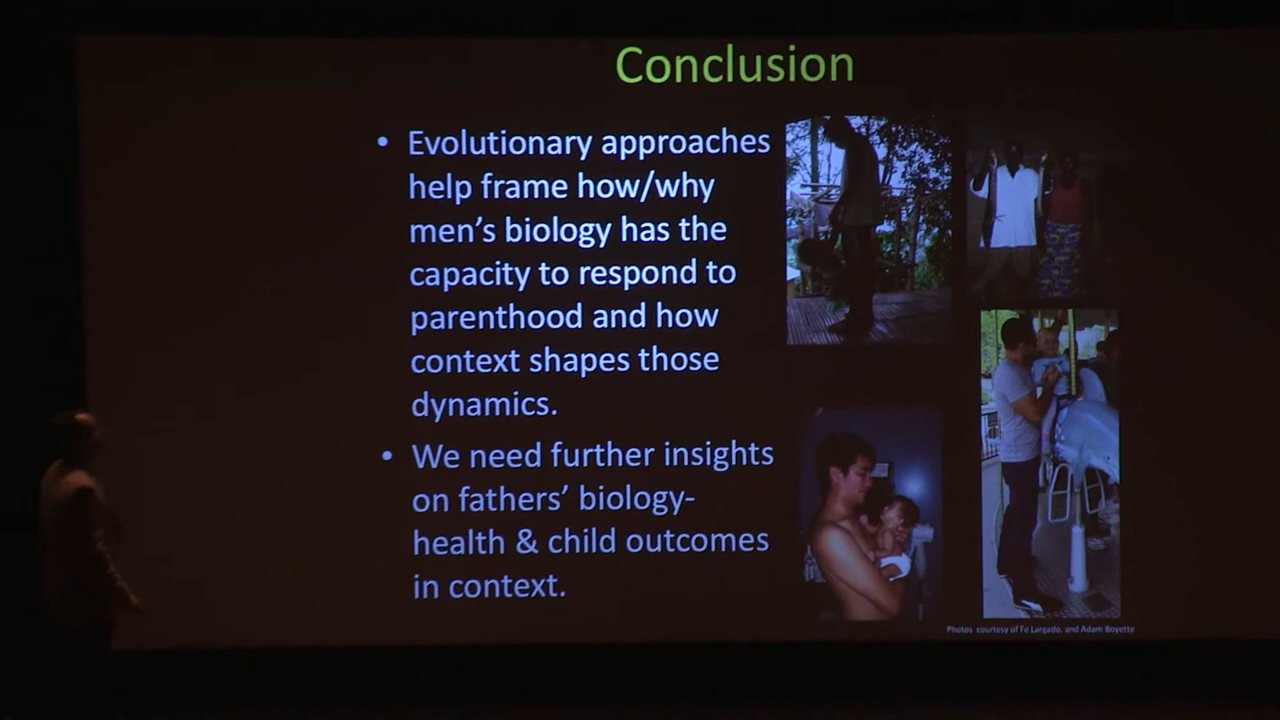 Conclusion
• Evolutionary approaches
help frame how/why
men's biology has the
capacity to respond to
parenthood and how
context shapes those
dynamics.
• We need further insights
on fathers' biology-
health & child outcomes
in context.
Photos courtesy of Fe Largado, and Adam Boyette